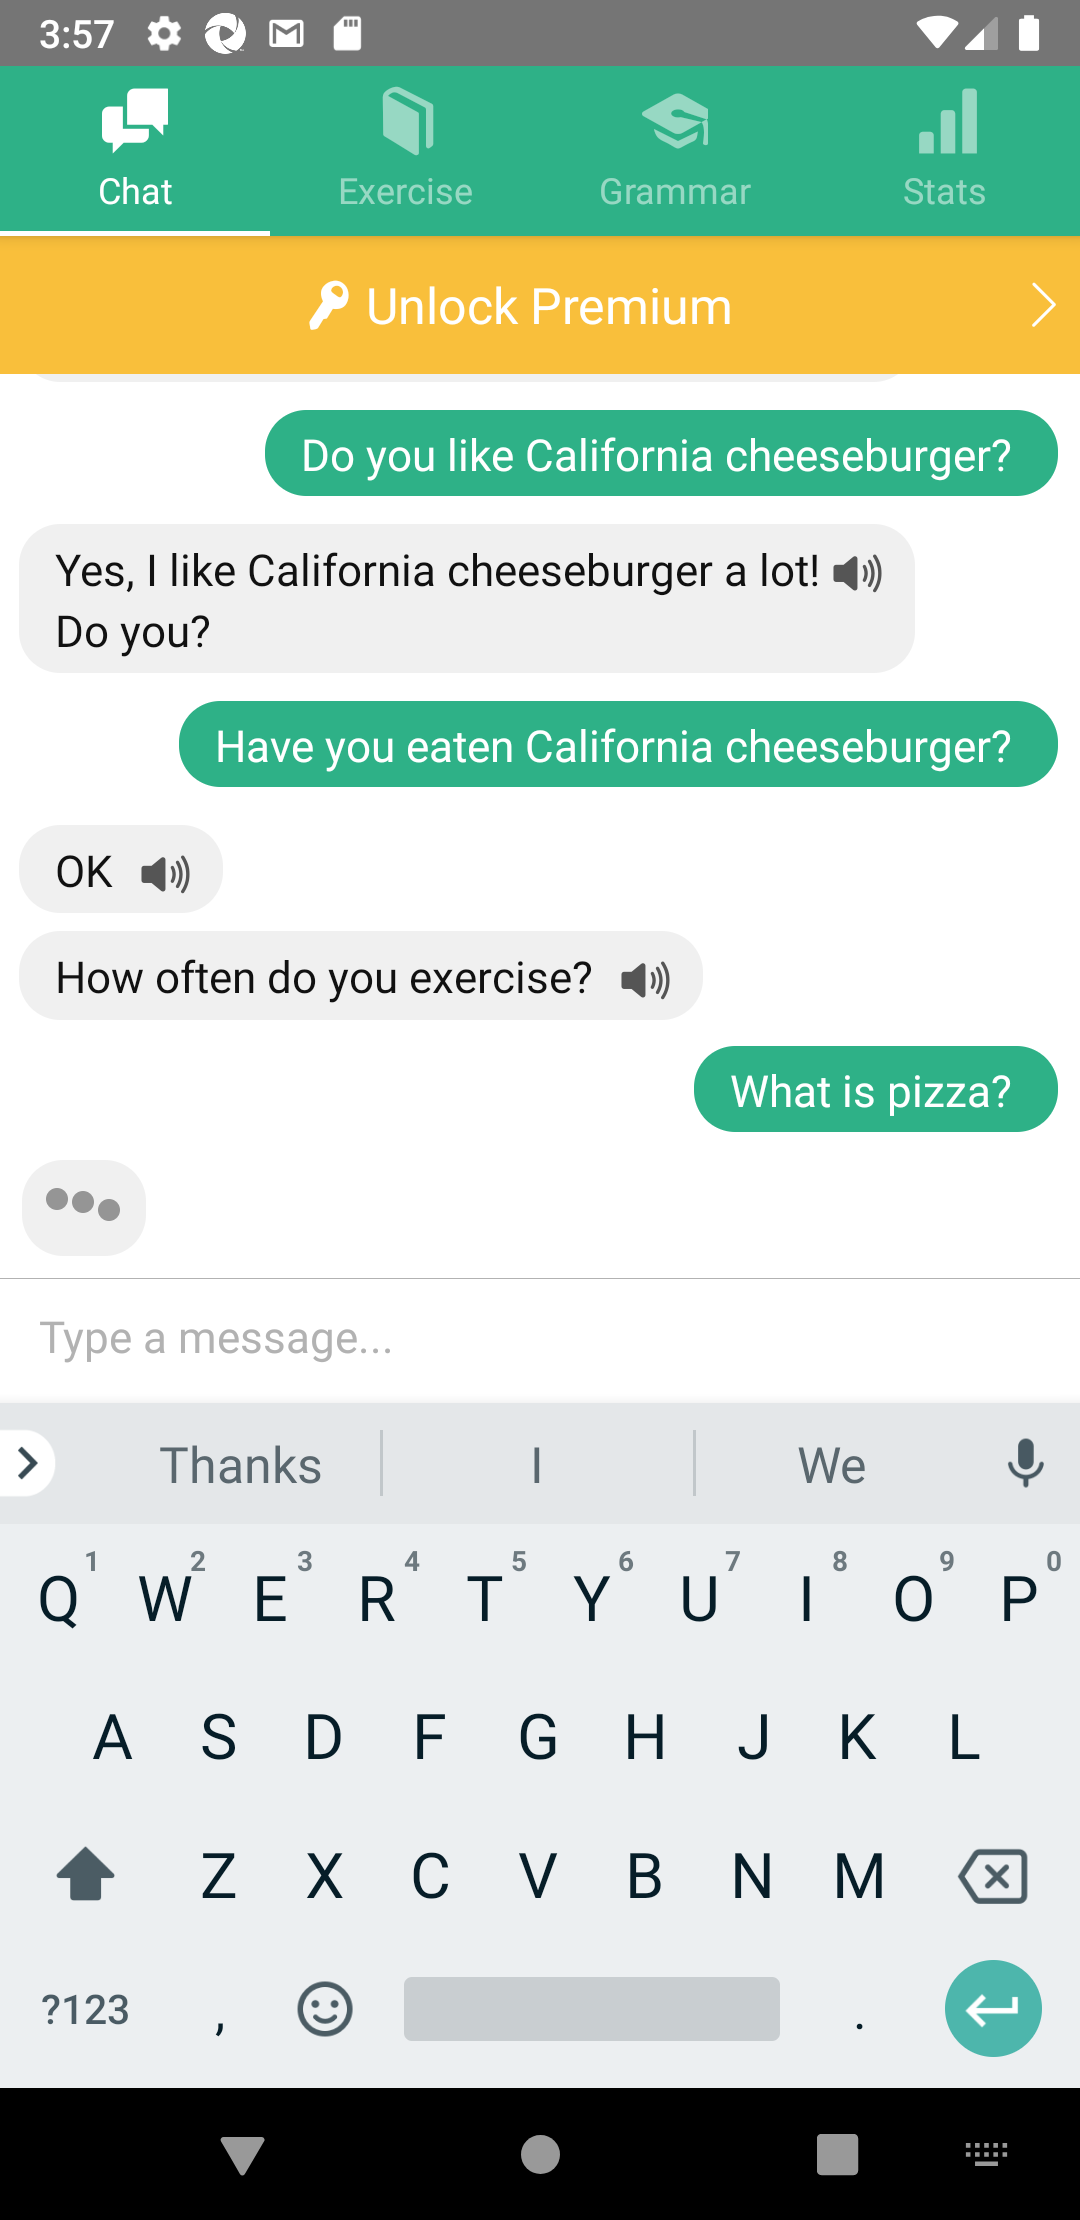 3:57
Chat
Exercise
Grammar
Stats
Unlock Premium
Do you like California cheeseburger?
Yes, I like California cheeseburger a lot!
Do you?
Have you eaten California cheeseburger?
OK
How often do you exercise?
What is pizza?
Type a message...
Thanks
I
We
1 2 3 4 5 6 7 8 9 0
Q W E R T Y U I O P
A S D F G H J K L
Z X C V B N M
?123 , .